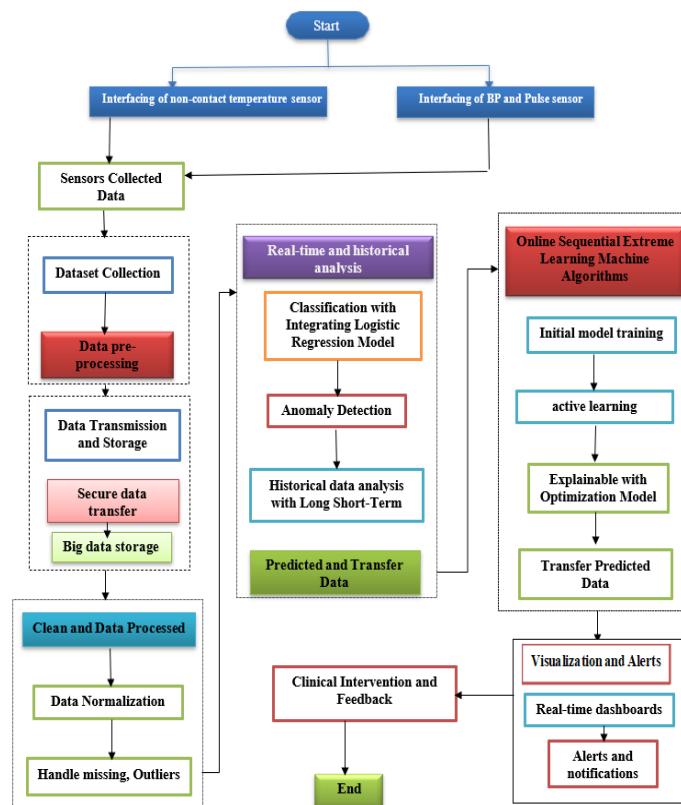 Start
Interfacing of non-contact temperature sensor
Interfacing of BP and Pulse sensor
Sensors Collected
Data
Dataset Collection
Data pre-
processing
Data Transmission
and Storage
Secure data
transfer
Big data storage
Clean and Data Processed
Data Normalization
Handle missing, Outliers
Real-time and historical
analysis
Classification with
Integrating Logistic
Regression Model
Anomaly Detection
Historical data analysis
with Long Short-Term
Predicted and Transfer
Data
Online Sequential Extreme
Learning Machine
Algorithms
Initial model training
active learning
Explainable with
Optimization Model
Transfer Predicted
Data
Visualization and Alerts
Real-time dashboards
Alerts and
notifications
Clinical Intervention and
Feedback
End